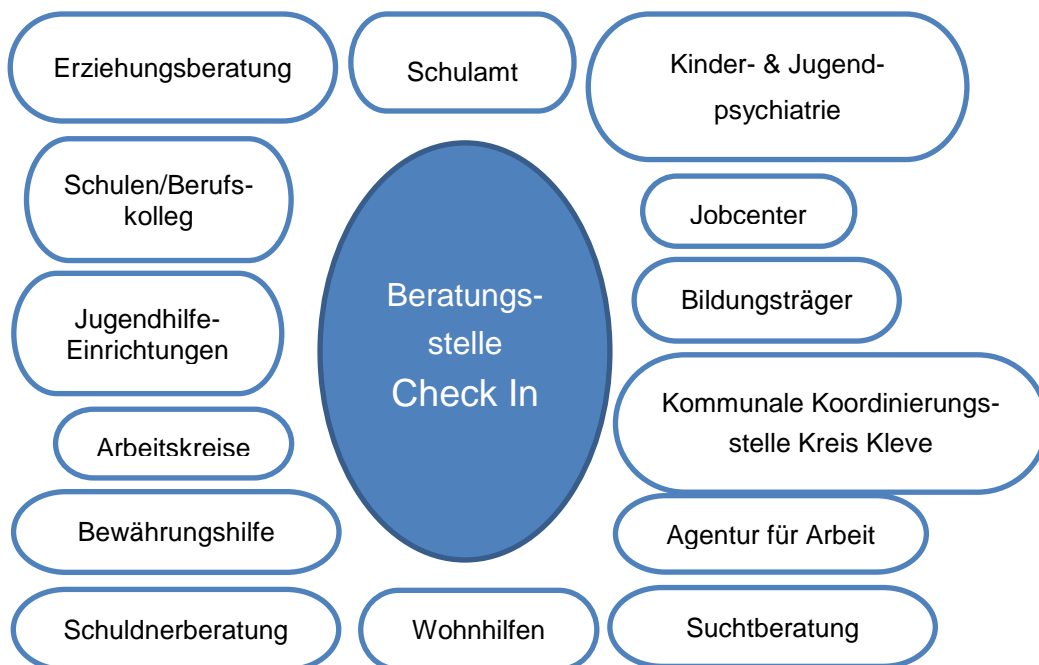 Erziehungsberatung
Schulamt
Kinder- & Jugend-
psychiatrie
Schulen/Berufs-
kolleg
Jobcenter
Beratungs-
stelle
Check In
Bildungsträger
Jugendhilfe-
Einrichtungen
Kommunale Koordinierungs-
stelle Kreis Kleve
Arbeitskreise
Bewährungshilfe
Agentur für Arbeit
Schuldnerberatung
Wohnhilfen
Suchtberatung